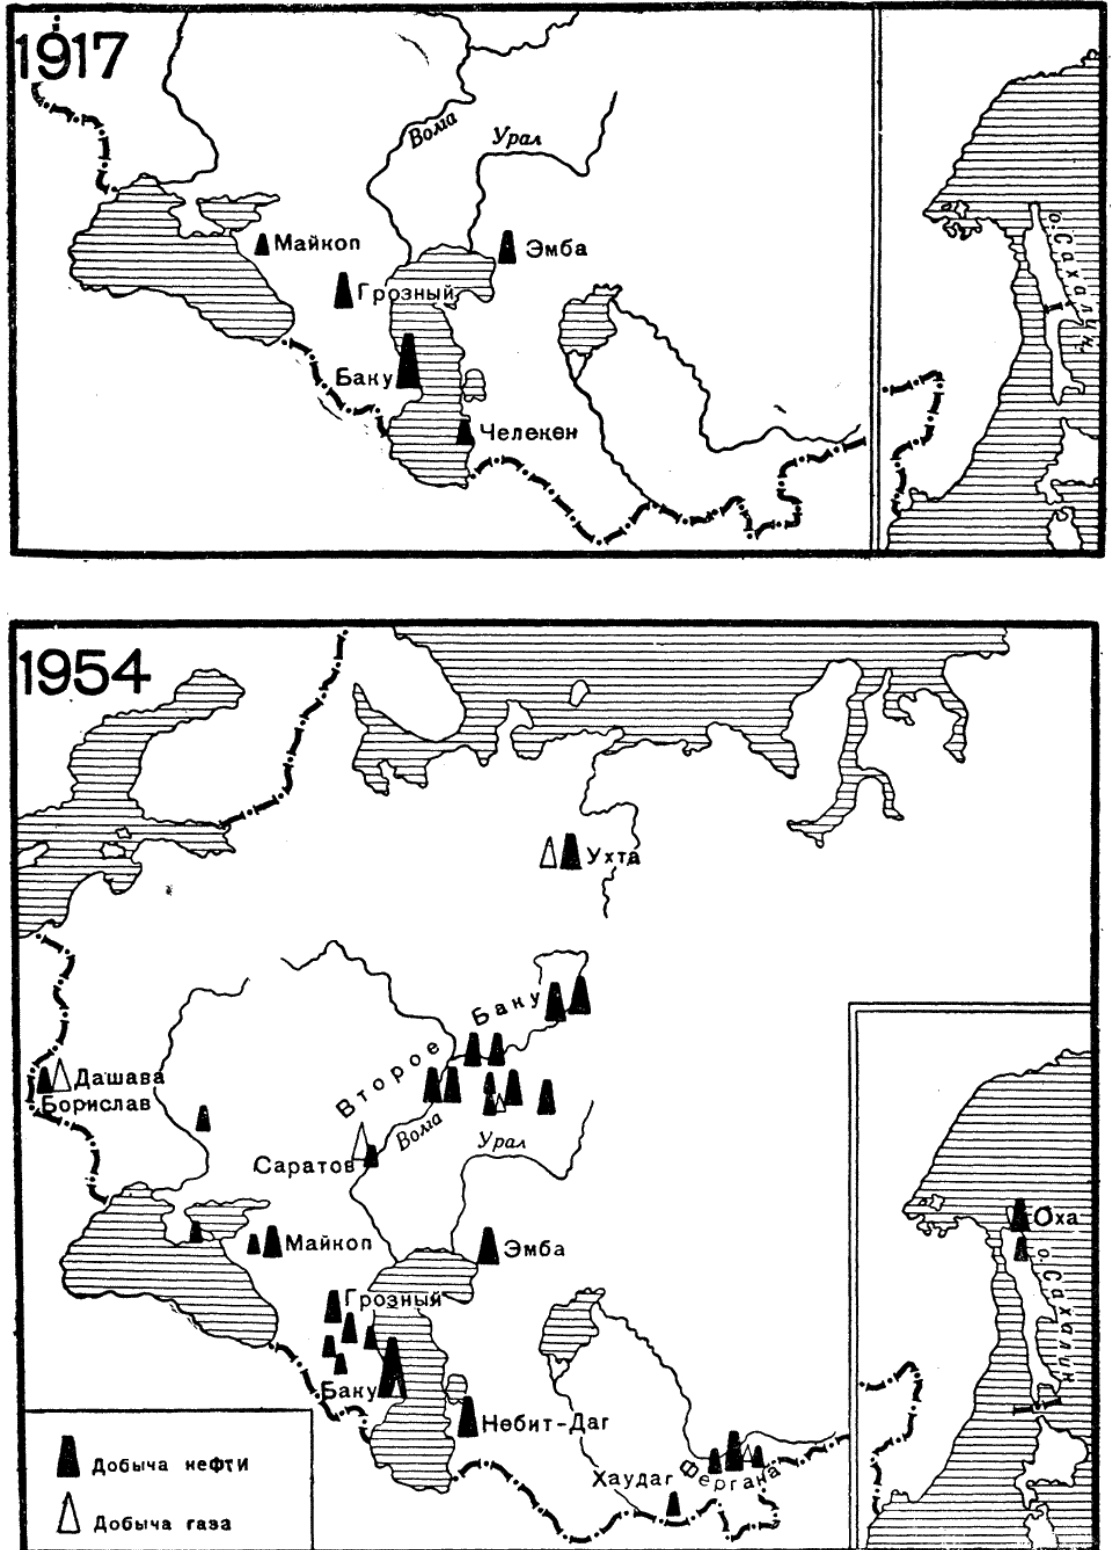 1917
Волга
Урал
Майкоп
Эмба
Грозный
Баку
Челекен
о. Сахалин
1954
Ухта
Второе Баку
Дашава
Борислав
Волга
Урал
Саратов
Майкоп
Эмба
Грозный
Баку
Небит-Даг
Хаудаг
Фергана
Оха
о. Сахалин
Добыча нефти
Добыча газа